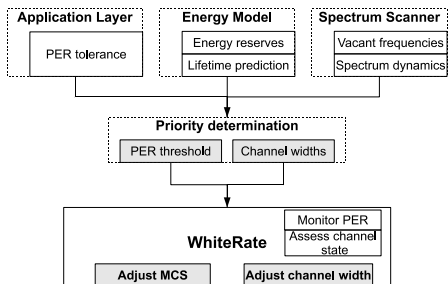 Application Layer
PER tolerance
Energy Model
Energy reserves
Lifetime prediction
Spectrum Scanner
Vacant frequencies
Spectrum dynamics
Priority determination
PER threshold
Channel widths
Monitor PER
Assess channel
state
WhiteRate
Adjust MCS
Adjust channel width